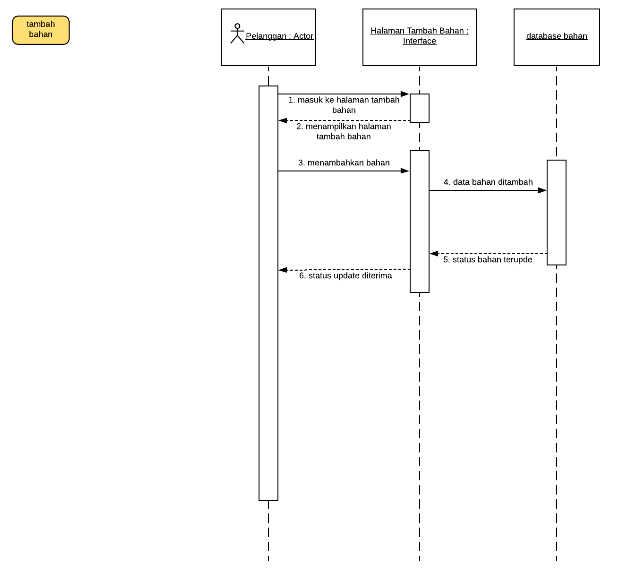 tambah
bahan
Pelanggan : Actor
Halaman Tambah Bahan :
Interface
database bahan
1. masuk ke halaman tambah
bahan
2. menampilkan halaman
tambah bahan
3. menambahkan bahan
4. data bahan ditambah
5. status bahan terupde
6. status update diterima